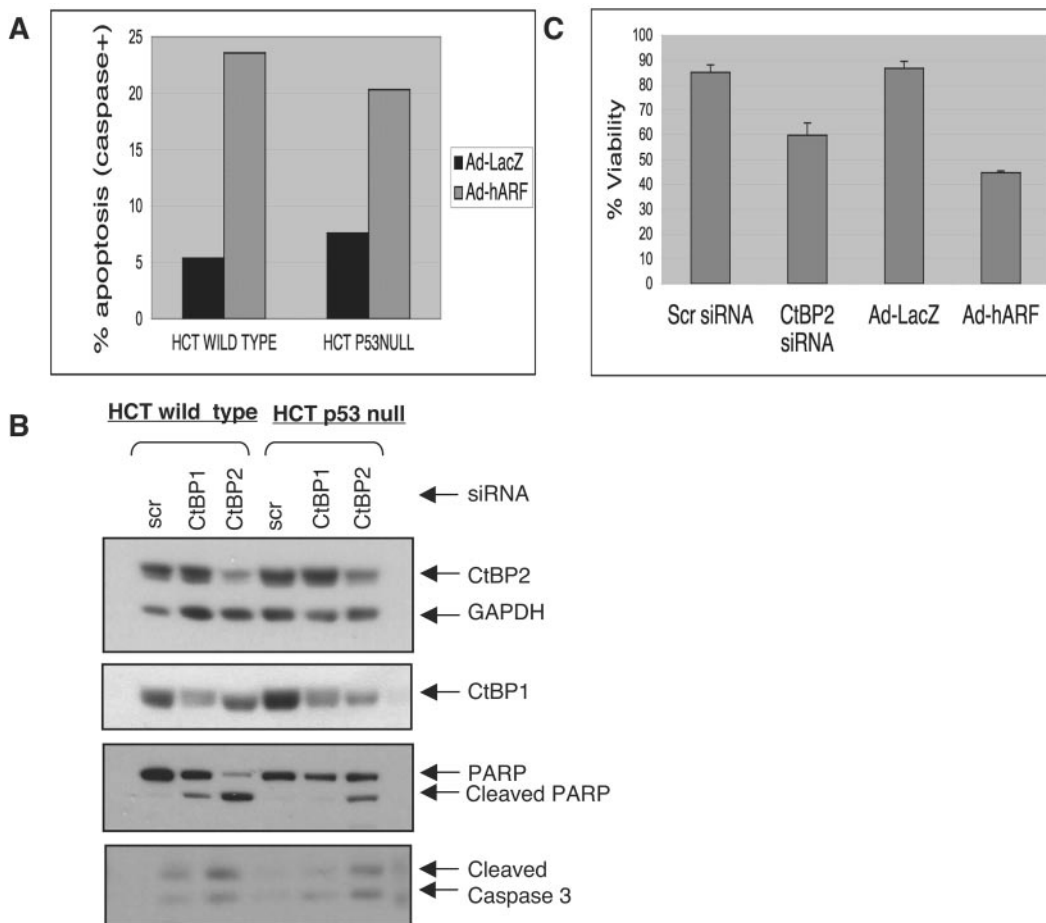 A
% apoptosis (caspase+)
25
20
15
10
5
0
HCT WILD TYPE HCT P53NULL
Ad-LacZ
Ad-hARF
C
% Viability
100
90
80
70
60
50
40
30
20
10
0
Scr siRNA
CtBP2
siRNA
Ad-LacZ
Ad-hARF
B
HCT wild type HCT p53 null
scr
CtBP1
CtBP2
scr
CtBP1
CtBP2
siRNA
CtBP2
GAPDH
CtBP1
PARP
Cleaved PARP
Cleaved
Caspase 3